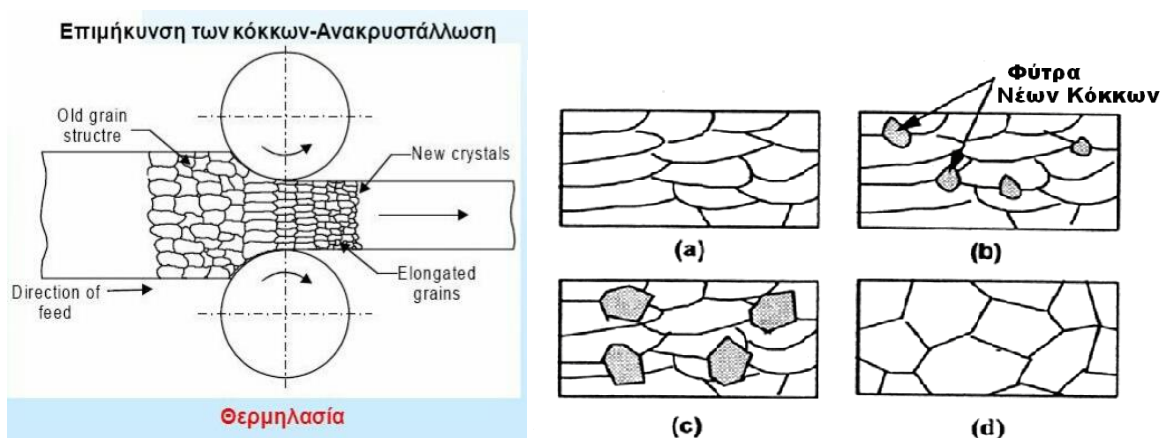 Επιμήκυνση των κόκκων-Ανακρυστάλλωση
Old grain
structre
New crystals
Elongated
grains
Direction of
feed
Θερμηλασία
Φύτρα
Νέων Κόκκων
(a)
(b)
(c)
(d)